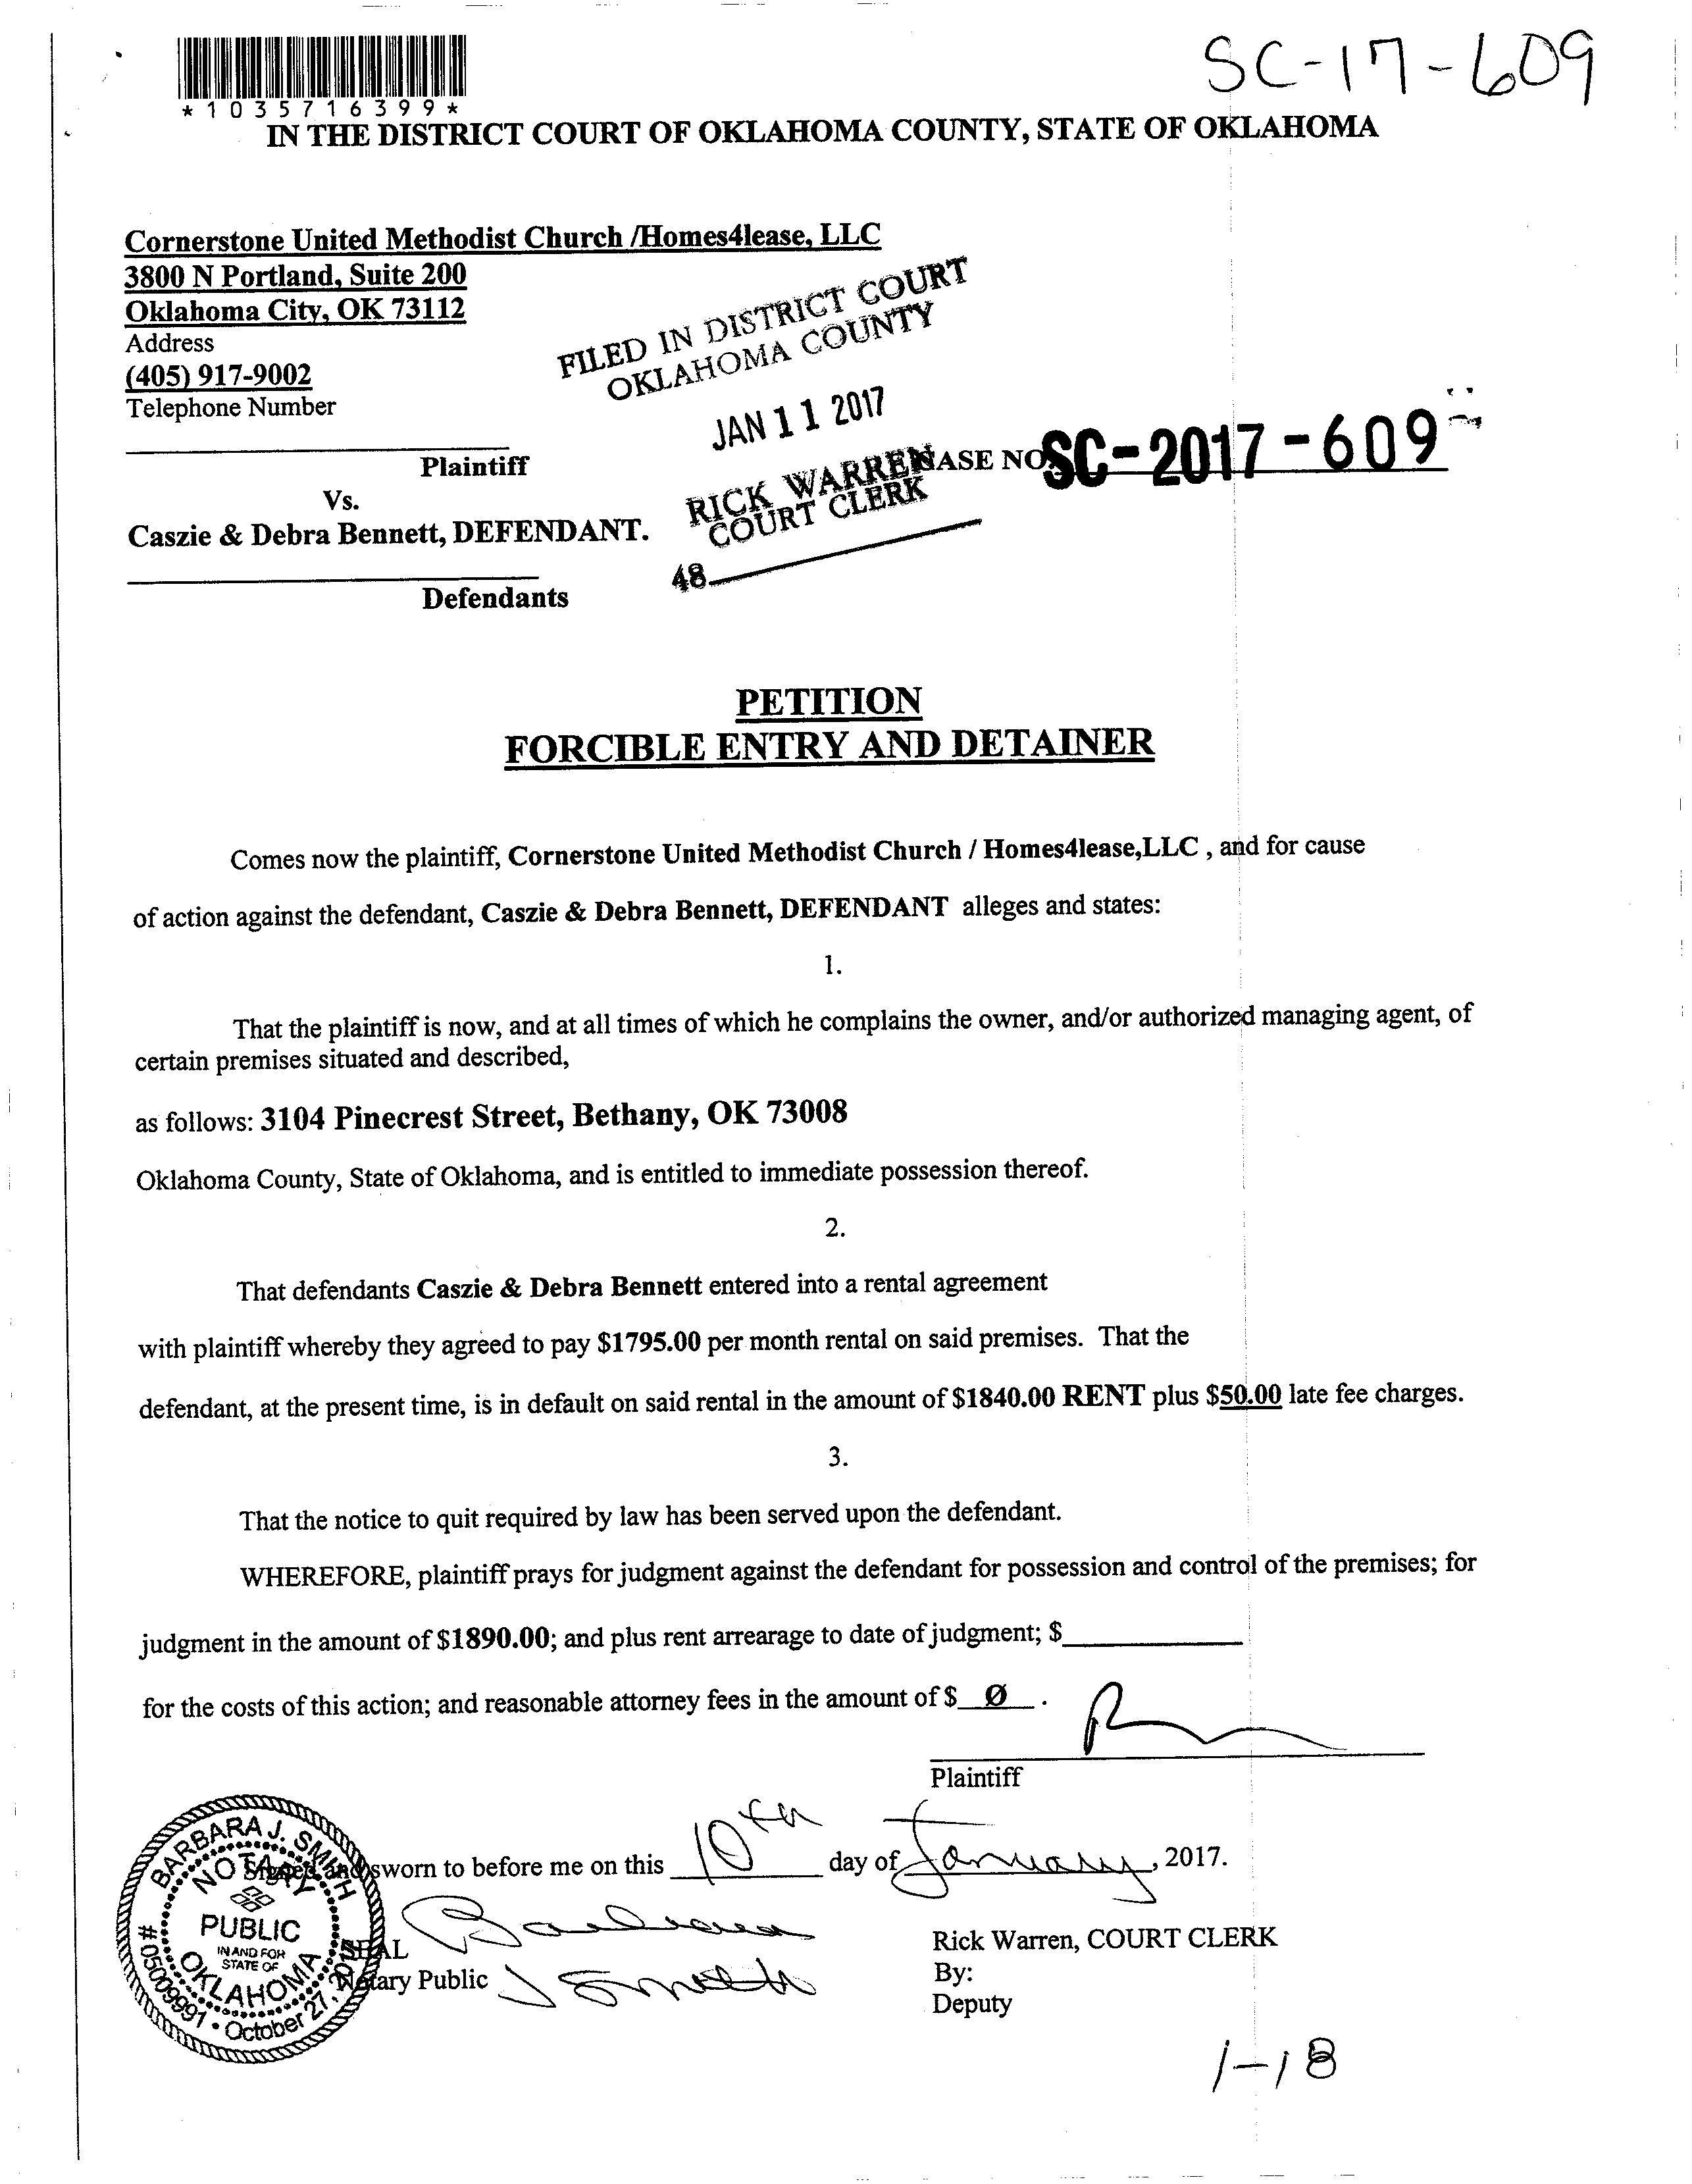 SC-17-609
*1035716399*
IN THE DISTRICT COURT OF OKLAHOMA COUNTY, STATE OF OKLAHOMA
Cornerstone United Methodist Church /Homes4lease, LLC
3800 N Portland, Suite 200
Oklahoma City, OK 73112
Address
(405) 917-9002
Telephone Number
FILED IN DISTRICT COURT
OKLAHOMA COUNTY
JAN 11 2017
RICK WARREN
COURT CLERK
48
CASE NO. SC-2017-609
Plaintiff
Vs.
Caszie & Debra Bennett, DEFENDANT.
Defendants
PETITION
FORCIBLE ENTRY AND DETAINER
Comes now the plaintiff, Cornerstone United Methodist Church / Homes4lease,LLC , and for cause
of action against the defendant, Caszie & Debra Bennett, DEFENDANT alleges and states:
1.
That the plaintiff is now, and at all times of which he complains the owner, and/or authorized managing agent, of
certain premises situated and described,
as follows: 3104 Pinecrest Street, Bethany, OK 73008
Oklahoma County, State of Oklahoma, and is entitled to immediate possession thereof.
2.
That defendants Caszie & Debra Bennett entered into a rental agreement
with plaintiff whereby they agreed to pay $1795.00 per month rental on said premises. That the
defendant, at the present time, is in default on said rental in the amount of $1840.00 RENT plus $50.00 late fee charges.
3.
That the notice to quit required by law has been served upon the defendant.
WHEREFORE, plaintiff prays for judgment against the defendant for possession and control of the premises; for
judgment in the amount of $1890.00; and plus rent arrearage to date of judgment; $
for the costs of this action; and reasonable attorney fees in the amount of $ Ø .
Plaintiff
Signed and sworn to before me on this 10th day of January, 2017.
BARBARA J. SMITH
NOTARY
PUBLIC
IN AND FOR
STATE OF
OKLAHOMA
# 05009991 • October 27,
SEAL
Barbara
Notary Public J Smith
Rick Warren, COURT CLERK
By:
Deputy
1-18